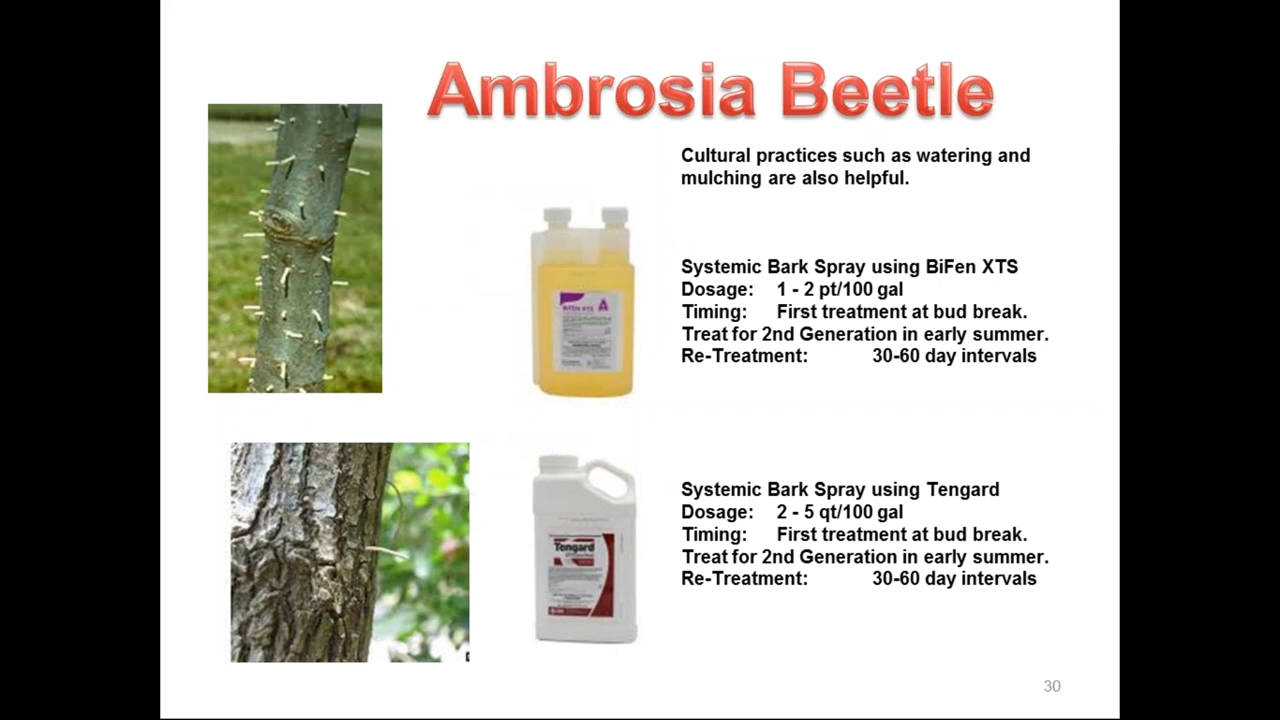 Ambrosia Beetle
Cultural practices such as watering and
mulching are also helpful.
Systemic Bark Spray using BiFen XTS
Dosage: 1 - 2 pt/100 gal
Timing: First treatment at bud break.
Treat for 2nd Generation in early summer.
Re-Treatment: 30-60 day intervals
BIFEN XTS
Systemic Bark Spray using Tengard
Dosage: 2 - 5 qt/100 gal
Timing: First treatment at bud break.
Treat for 2nd Generation in early summer.
Re-Treatment: 30-60 day intervals
Tengard
30